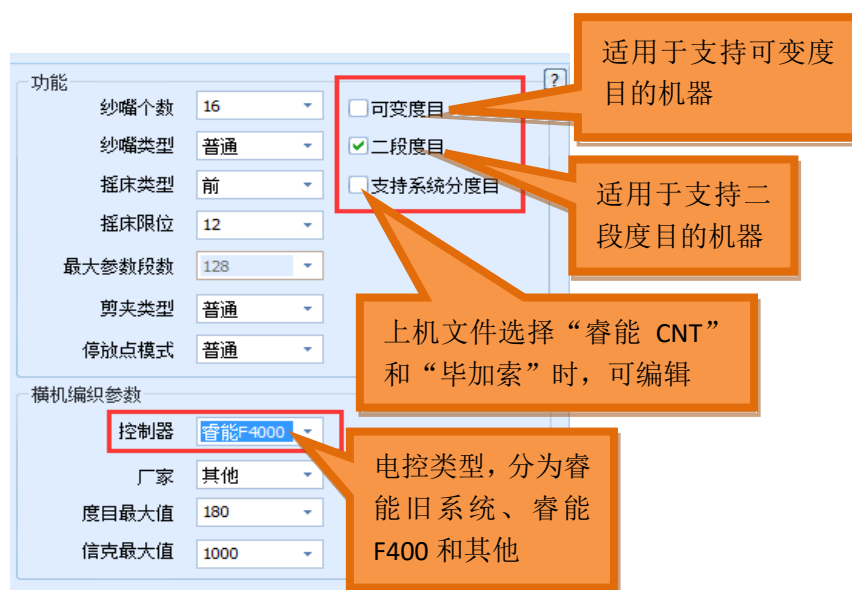 适用于支持可变度
目的机器
功能
?
纱嘴个数 16
可变度目
纱嘴类型 普通
二段度目
摇床类型 前
支持系统分度目
适用于支持二
段度目的机器
摇床限位 12
最大参数段数 128
剪夹类型 普通
停放点模式 普通
上机文件选择“睿能 CNT”
和“毕加索”时，可编辑
横机编织参数
控制器 睿能F4000
厂家 其他
度目最大值 180
信克最大值 1000
电控类型，分为睿
能旧系统、睿能
F400 和其他